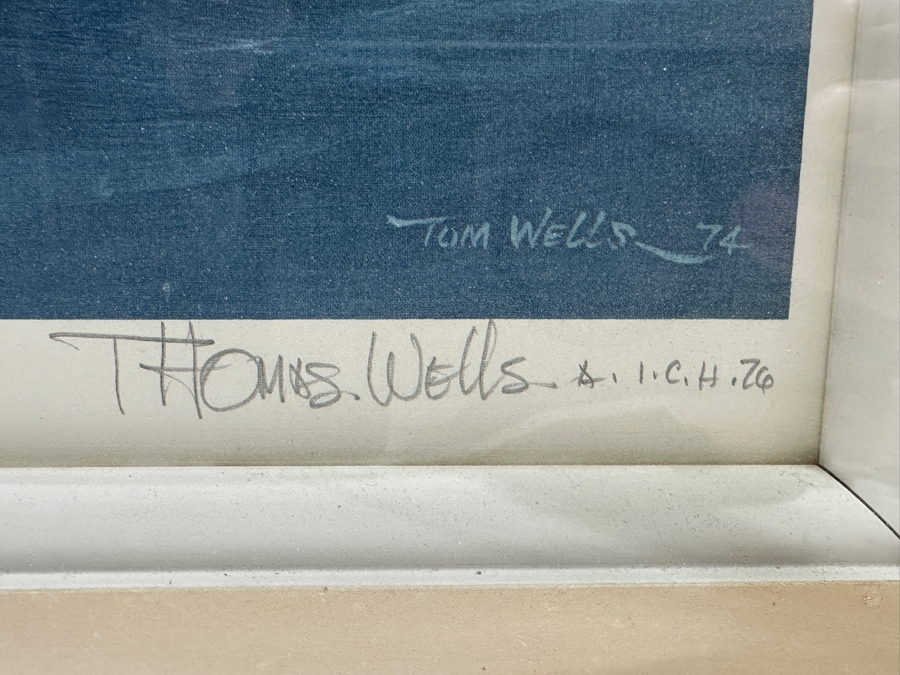 TOM WELLS 74
THOMAS. WELLS A. I.C.H. 76